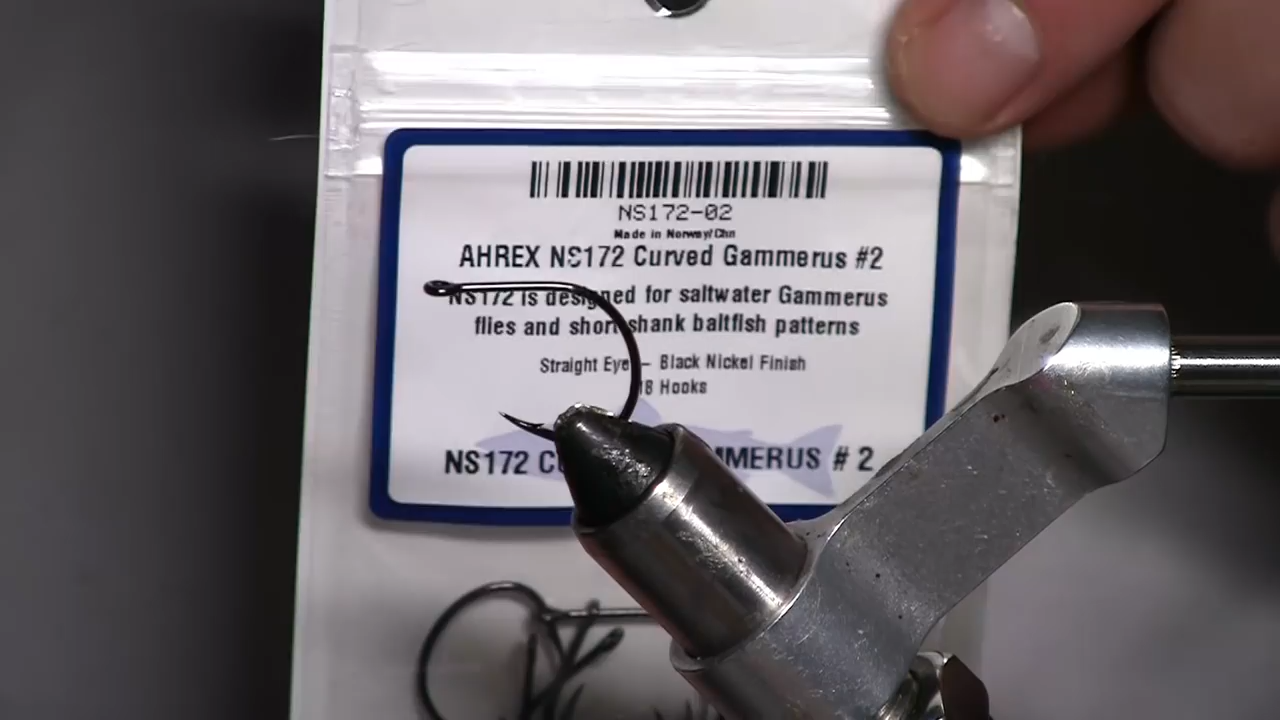 NS172-02
Made in Norway/Chn
AHREX NS172 Curved Gammerus #2
NS172 is designed for saltwater Gammerus
flies and short shank baitfish patterns
Straight Eye – Black Nickel Finish
18 Hooks
NS172 CU MMERUS # 2